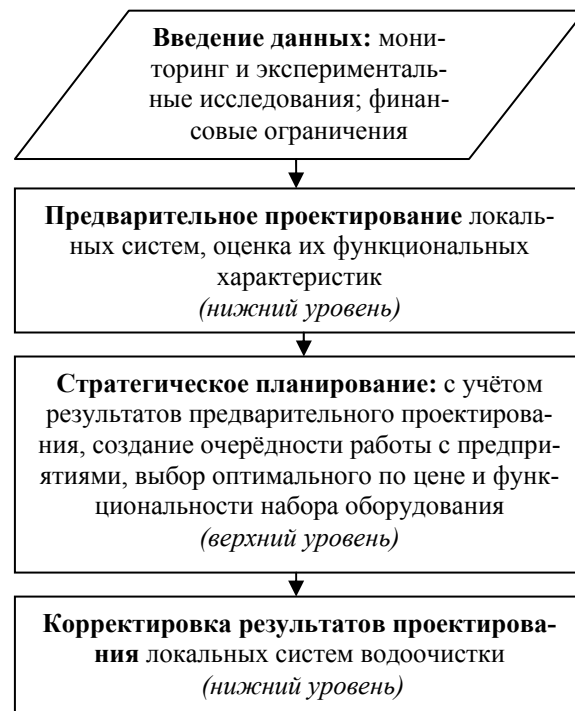 Введение данных: мони-
торинг и эксперименталь-
ные исследования; финан-
совые ограничения
Предварительное проектирование локаль-
ных систем, оценка их функциональных
характеристик
(нижний уровень)
Стратегическое планирование: с учётом
результатов предварительного проектирова-
ния, создание очерёдности работы с предпри-
ятиями, выбор оптимального по цене и функ-
циональности набора оборудования
(верхний уровень)
Корректировка результатов проектирова-
ния локальных систем водоочистки
(нижний уровень)